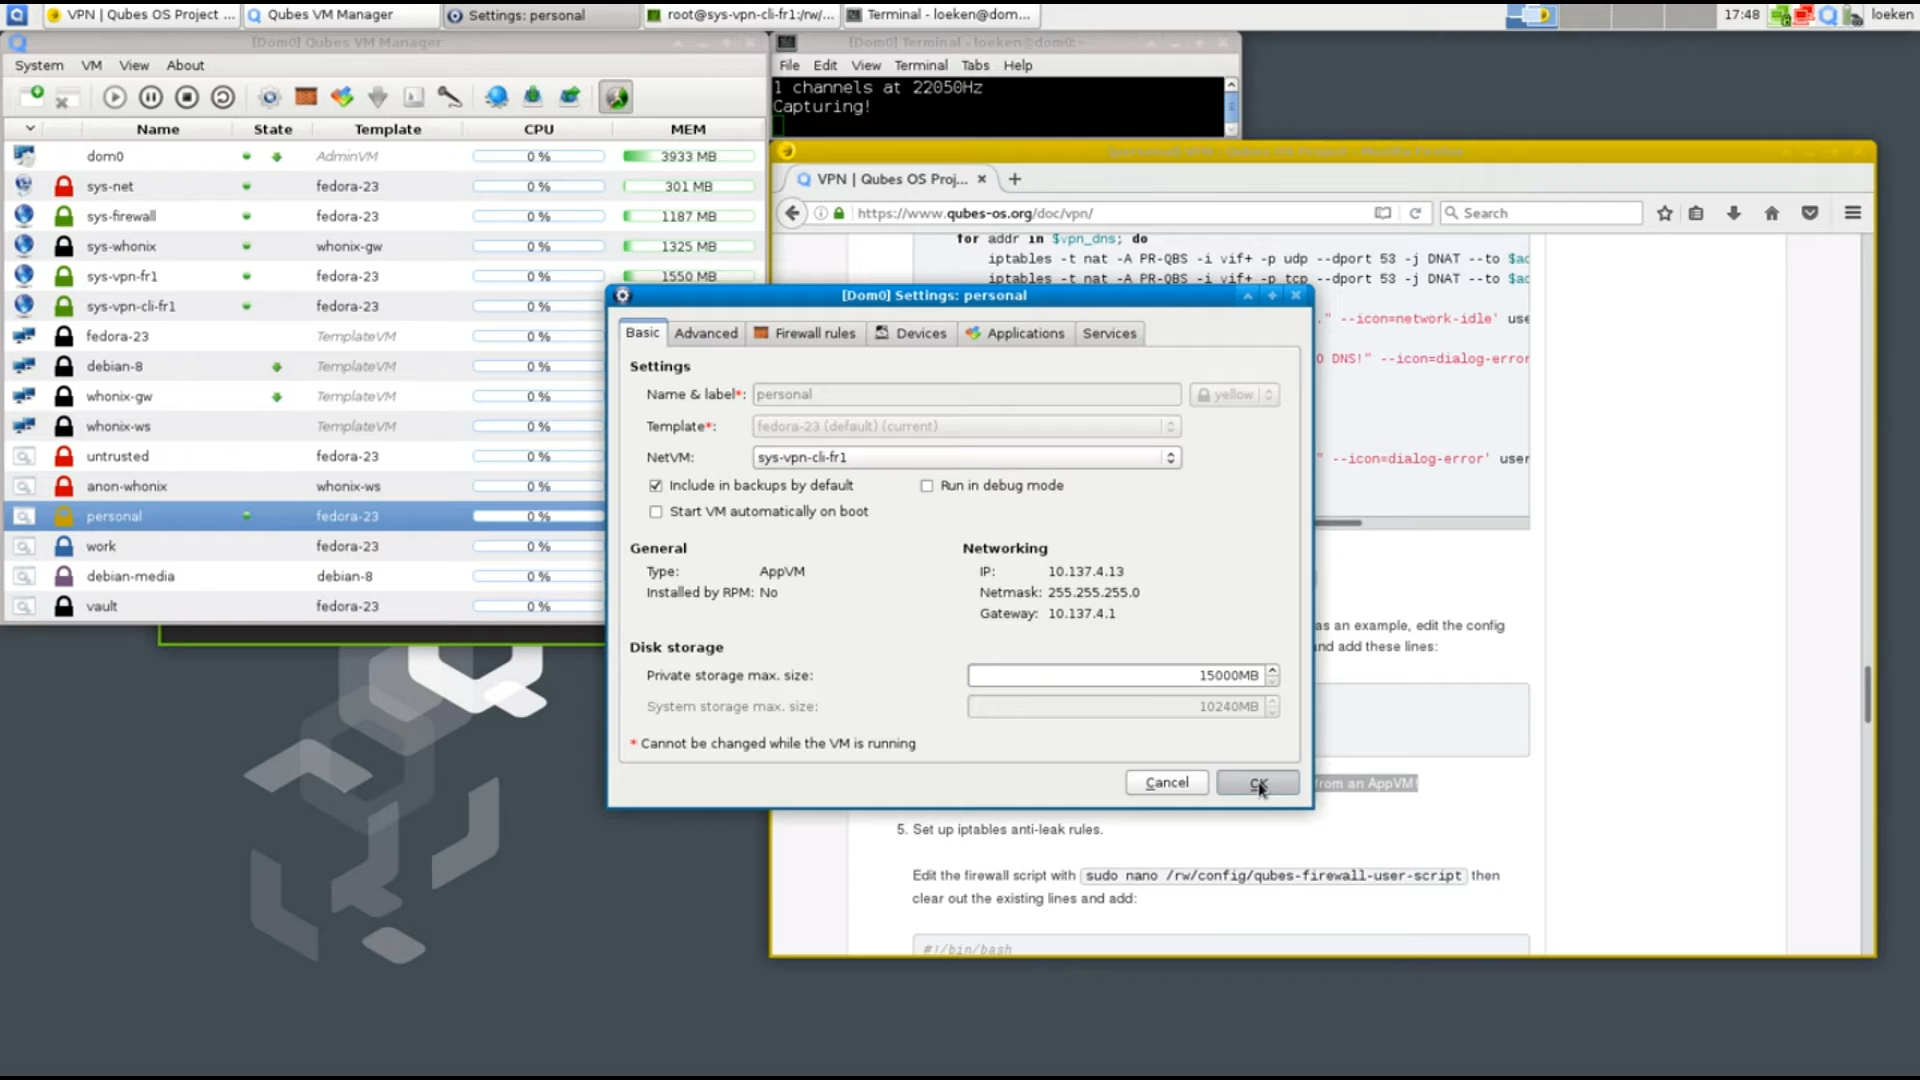 VPN | Qubes OS Project ...
Qubes VM Manager
Settings: personal
root@sys-vpn-cli-fr1:/rw/...
Terminal - loeken@dom...
17:48
loeken
[Dom0] Qubes VM Manager
System VM View About
Name State Template CPU MEM
dom0 AdminVM 0 % 3933 MB
sys-net fedora-23 0 % 301 MB
sys-firewall fedora-23 0 % 1187 MB
sys-whonix whonix-gw 0 % 1325 MB
sys-vpn-fr1 fedora-23 0 % 1550 MB
sys-vpn-cli-fr1 fedora-23 0 %
fedora-23 TemplateVM 0 %
debian-8 TemplateVM 0 %
whonix-gw TemplateVM 0 %
whonix-ws TemplateVM 0 %
untrusted fedora-23 0 %
anon-whonix whonix-ws 0 %
personal fedora-23 0 %
work fedora-23 0 %
debian-media debian-8 0 %
vault fedora-23 0 %
[Dom0] Terminal - loeken@dom0:~
File Edit View Terminal Tabs Help
1 channels at 22050Hz
Capturing!
VPN | Qubes OS Proj...
https://www.qubes-os.org/doc/vpn/
Search
for addr in $vpn_dns; do
iptables -t nat -A PR-QBS -i vif+ -p udp --dport 53 -j DNAT --to $ad
iptables -t nat -A PR-QBS -i vif+ -p tcp --dport 53 -j DNAT --to $ad
." --icon=network-idle' use
O DNS!" --icon=dialog-error
" --icon=dialog-error' user
as an example, edit the config
and add these lines:
from an AppVM!
5. Set up iptables anti-leak rules.
Edit the firewall script with sudo nano /rw/config/qubes-firewall-user-script then
clear out the existing lines and add:
#!/bin/bash
[Dom0] Settings: personal
Basic Advanced Firewall rules Devices Applications Services
Settings
Name & label*: personal yellow
Template*: fedora-23 (default) (current)
NetVM: sys-vpn-cli-fr1
Include in backups by default Run in debug mode
Start VM automatically on boot
General Networking
Type: AppVM IP: 10.137.4.13
Installed by RPM: No Netmask: 255.255.255.0
Gateway: 10.137.4.1
Disk storage
Private storage max. size: 15000MB
System storage max. size: 10240MB
* Cannot be changed while the VM is running
Cancel OK